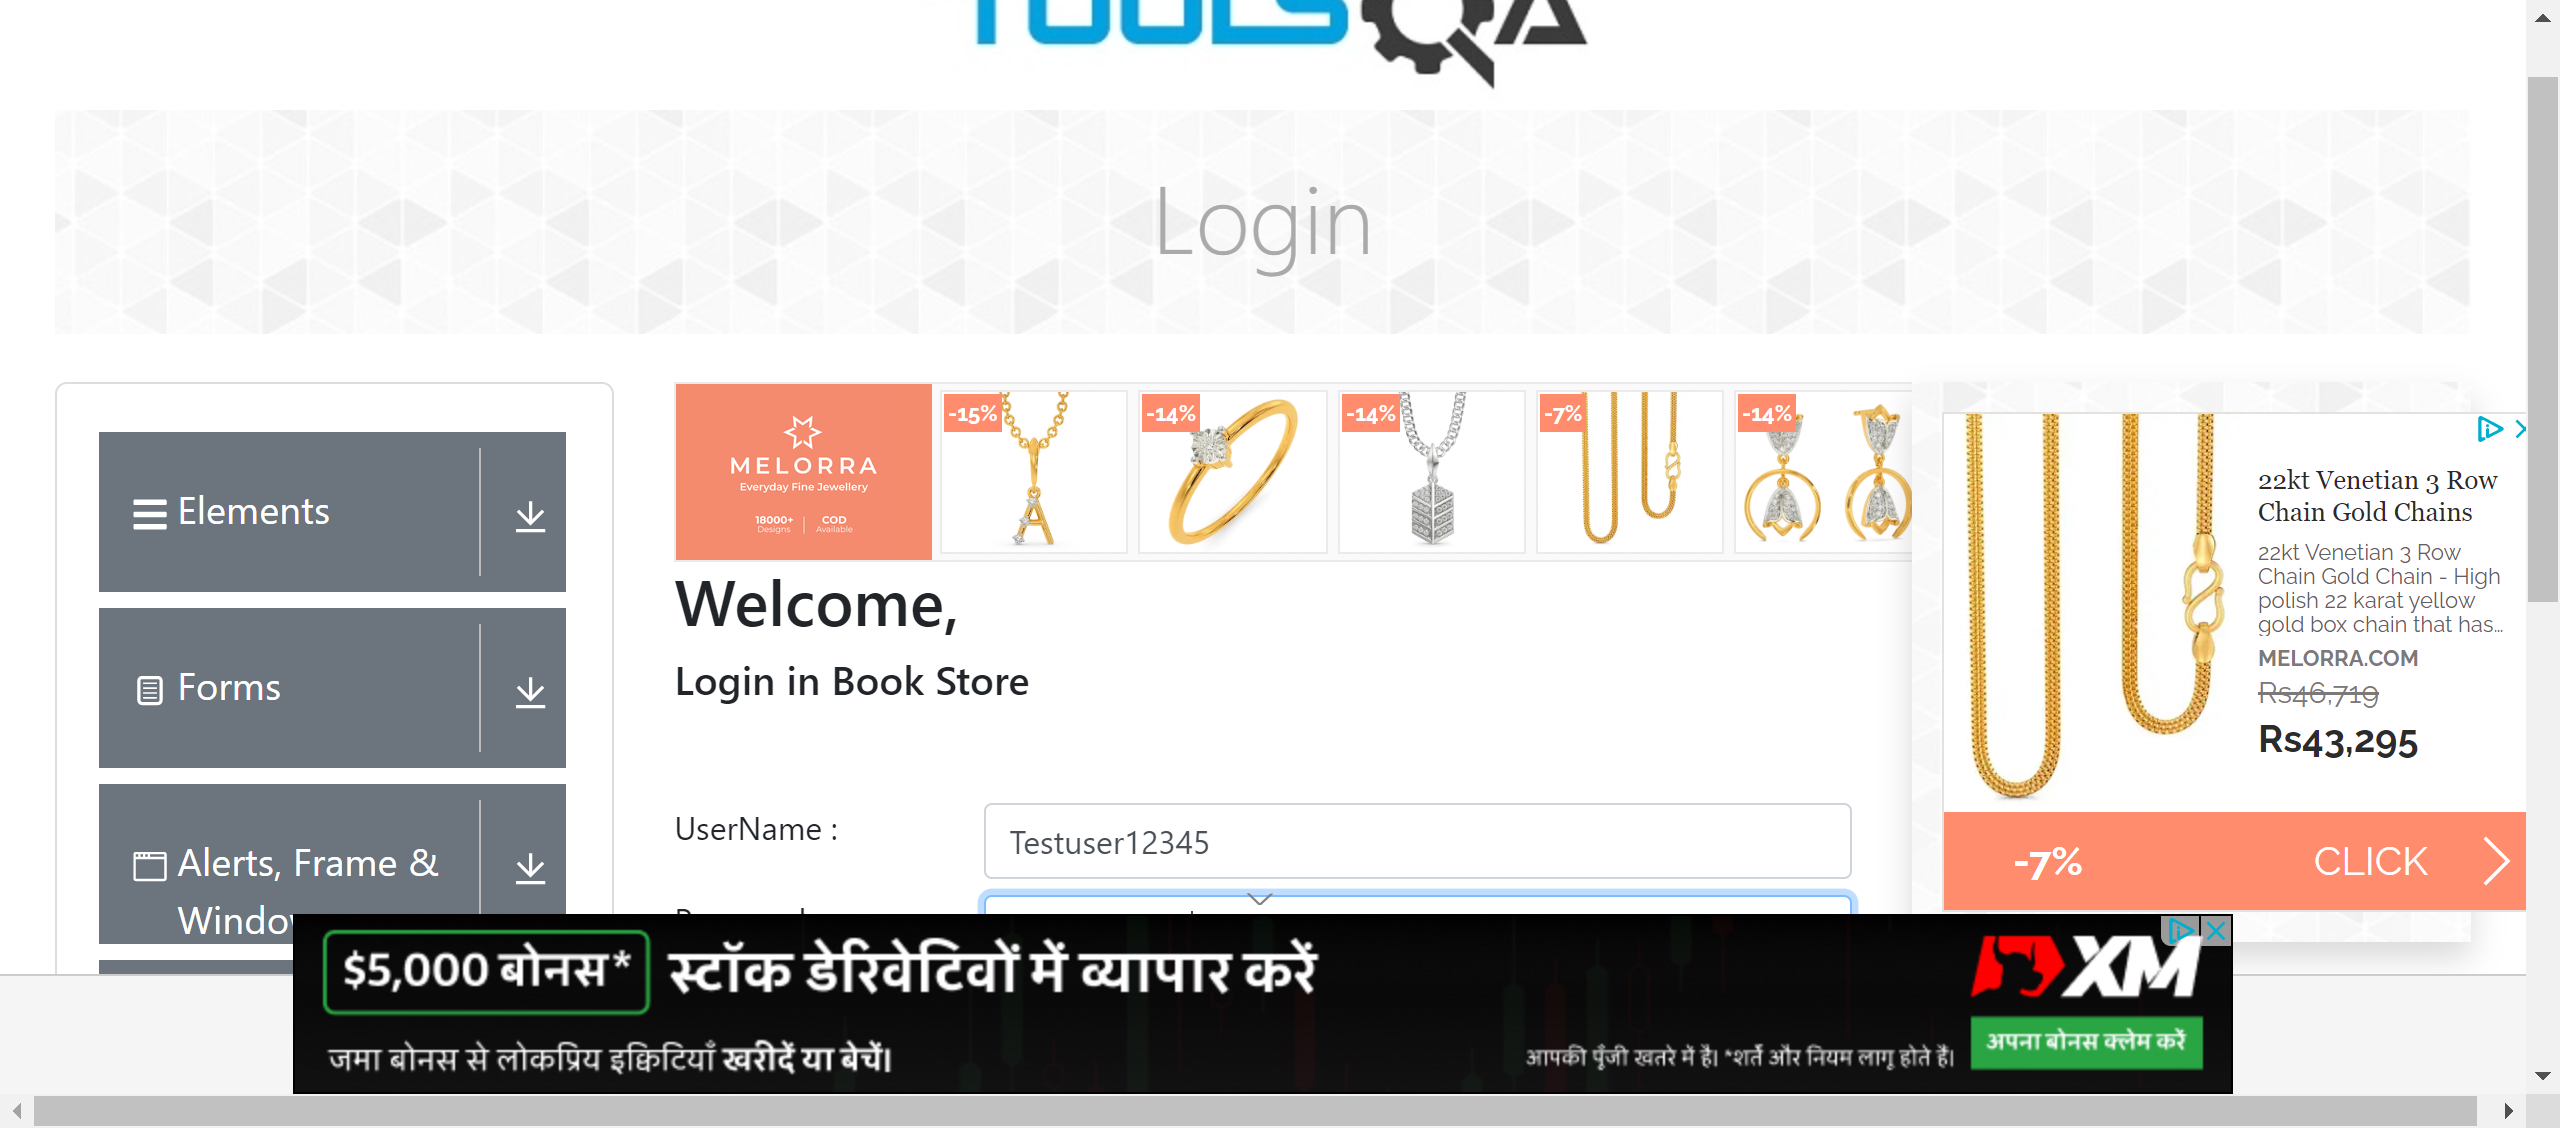 TOOLSQA
Login
Elements
Forms
Alerts, Frame &
Windo
MELORRA
Everyday Fine Jewellery
18000+
Designs
COD
Available
-15%
-14%
-14%
-7%
-14%
Welcome,
Login in Book Store
UserName :
Testuser12345
22kt Venetian 3 Row
Chain Gold Chains
22kt Venetian 3 Row
Chain Gold Chain - High
polish 22 karat yellow
gold box chain that has...
MELORRA.COM
Rs46,719
Rs43,295
-7%
CLICK
$5,000 बोनस*
स्टॉक डेरिवेटिवों में व्यापार करें
जमा बोनस से लोकप्रिय इक्विटियाँ खरीदें या बेचें।
आपकी पूँजी खतरे में है। *शर्तें और नियम लागू होते हैं।
XM
अपना बोनस क्लेम करें